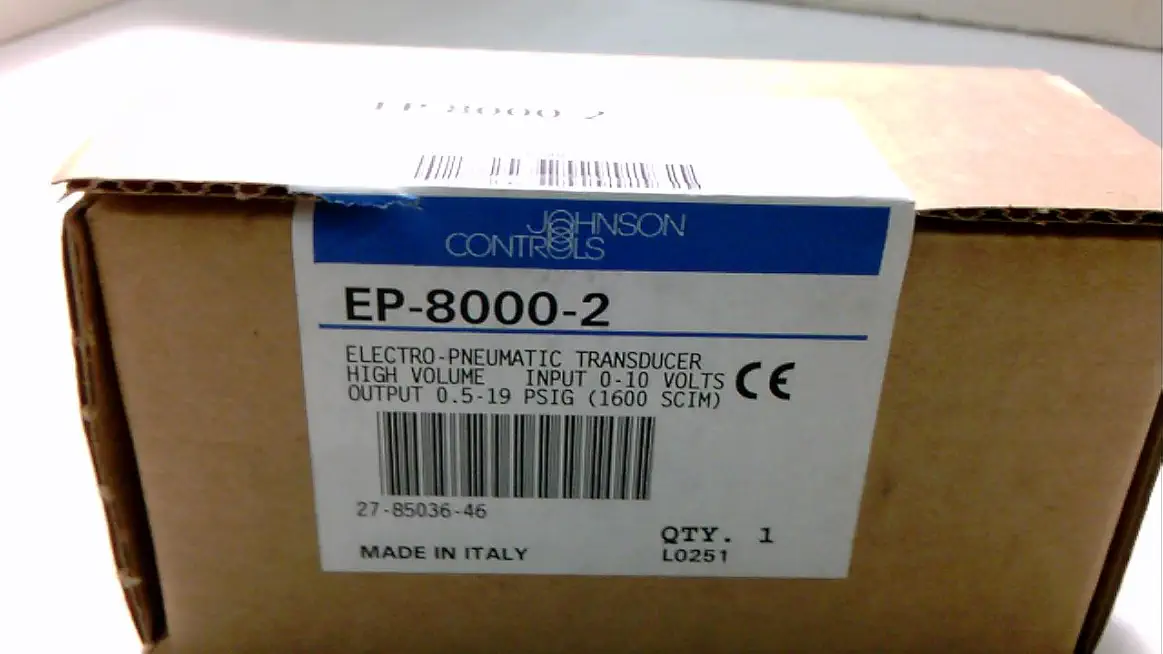 EP-8000-2
JOHNSON
CONTROLS
EP-8000-2
ELECTRO-PNEUMATIC TRANSDUCER
HIGH VOLUME INPUT 0-10 VOLTS
OUTPUT 0.5-19 PSIG (1600 SCIM)
CE
27-85036-46
QTY. 1
MADE IN ITALY
L0251